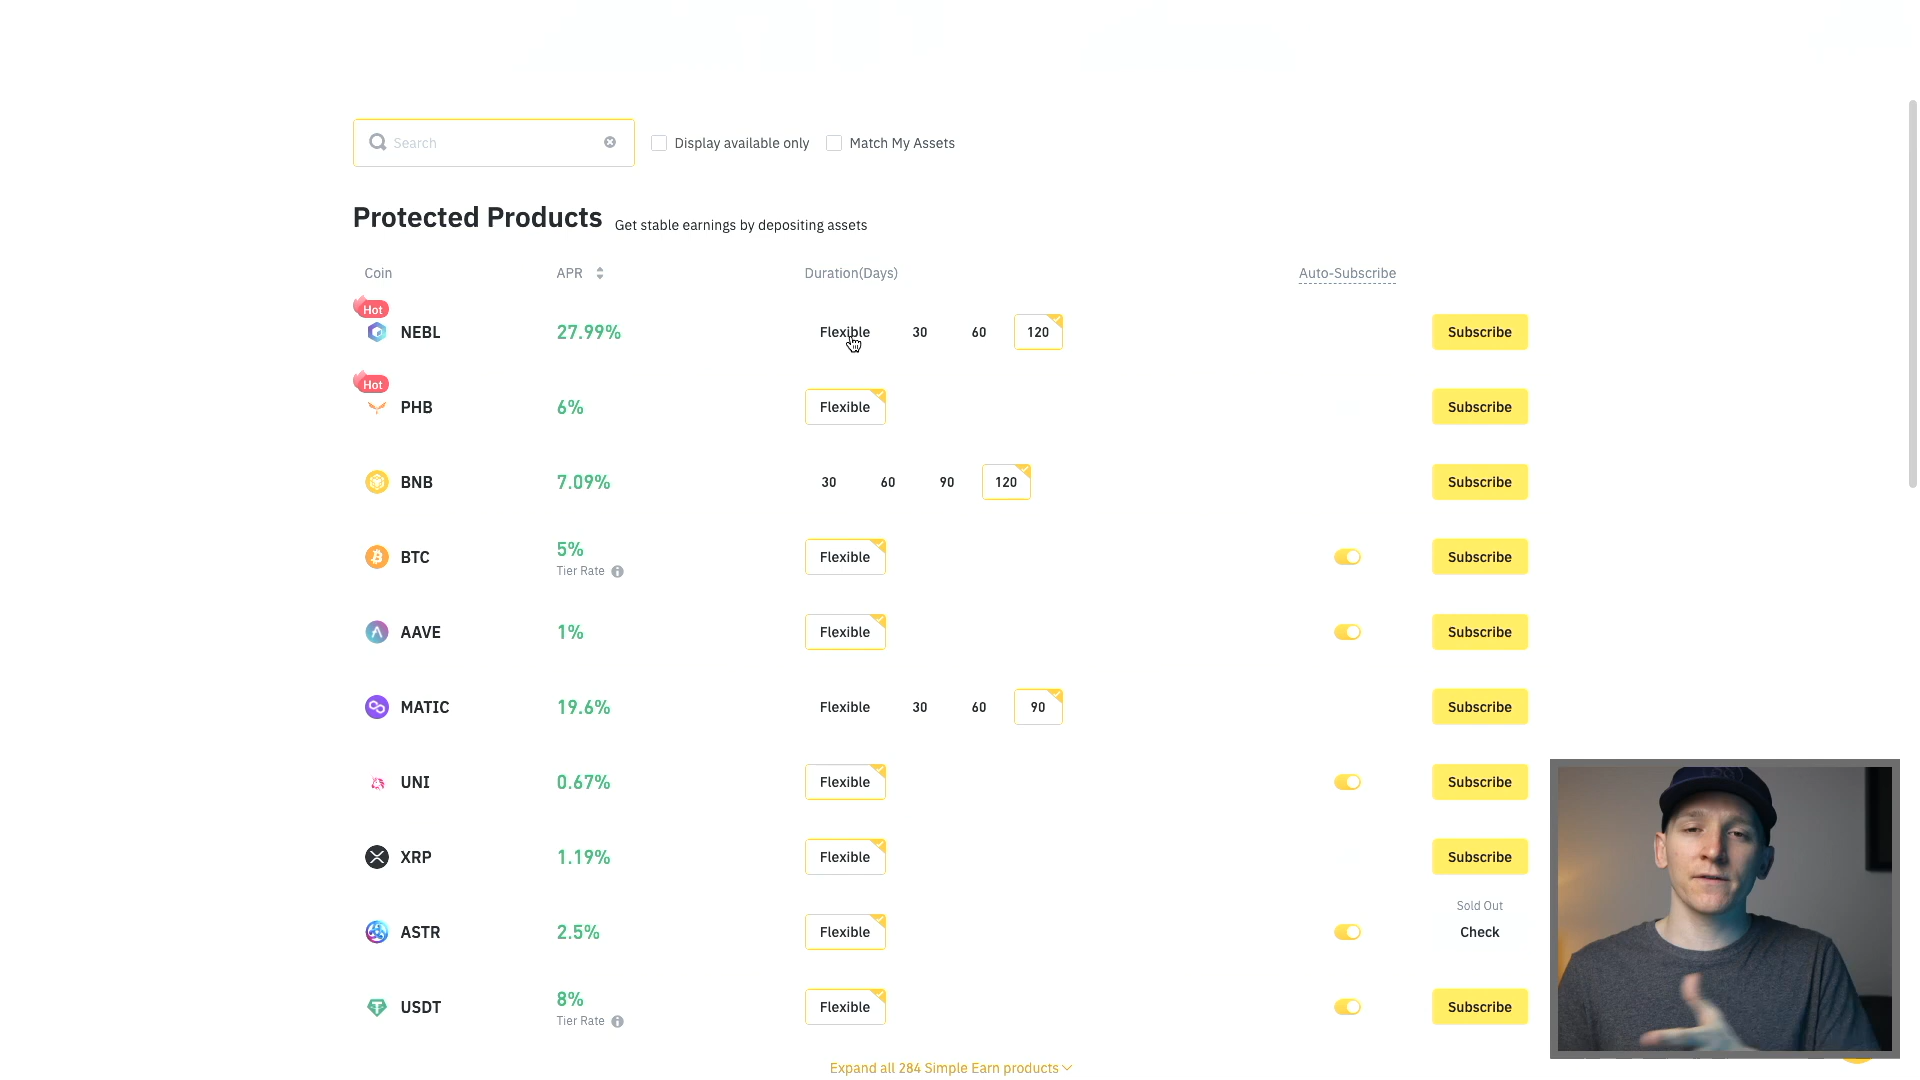 Search
Display available only
Match My Assets
Protected Products Get stable earnings by depositing assets
Coin APR Duration(Days) Auto-Subscribe
Hot
NEBL 27.99% Flexible 30 60 120 Subscribe
Hot
PHB 6% Flexible Subscribe
BNB 7.09% 30 60 90 120 Subscribe
BTC 5% Flexible Subscribe
Tier Rate
AAVE 1% Flexible Subscribe
MATIC 19.6% Flexible 30 60 90 Subscribe
UNI 0.67% Flexible Subscribe
XRP 1.19% Flexible Subscribe
Sold Out
ASTR 2.5% Flexible Check
USDT 8% Flexible Subscribe
Tier Rate
Expand all 284 Simple Earn products